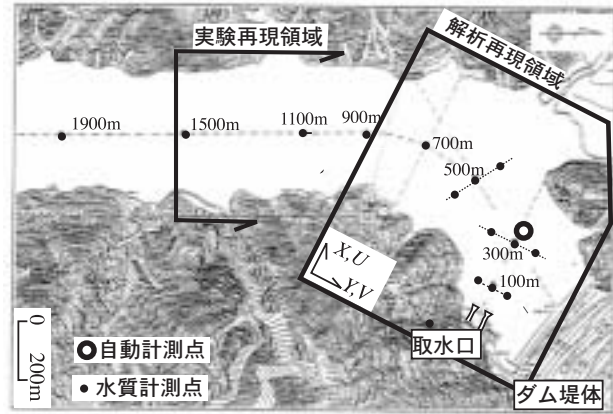 実験再現領域
解析再現領域
1900m
1500m
1100m
900m
700m
500m
300m
100m
X,U
Y,V
取水口
ダム堤体
0
200m
自動計測点
水質計測点